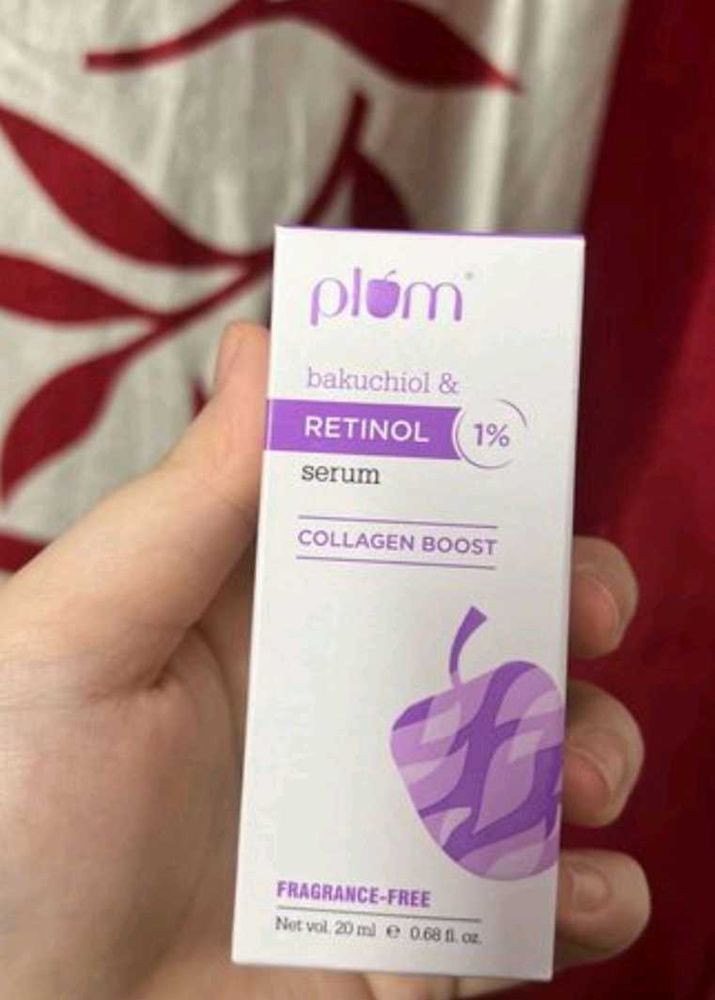 plum®
bakuchiol &
RETINOL 1%
serum
COLLAGEN BOOST
FRAGRANCE-FREE
Net vol. 20 ml ℮ 0.68 fl. oz.